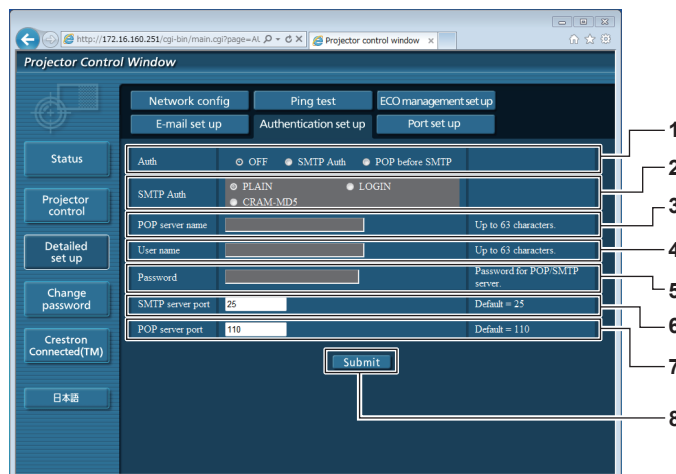 http://172.16.160.251/cgi-bin/main.cgi?page=AL
Projector control window
Projector Control Window
Network config
Ping test
ECO management set up
E-mail set up
Authentication set up
Port set up
Status
Projector control
Detailed set up
Change password
Crestron Connected(TM)
日本語
Auth OFF SMTP Auth POP before SMTP
SMTP Auth PLAIN LOGIN
CRAM-MD5
POP server name Up to 63 characters.
User name Up to 63 characters.
Password Password for POP/SMTP server.
SMTP server port 25 Default = 25
POP server port 110 Default = 110
Submit
1
2
3
4
5
6
7
8